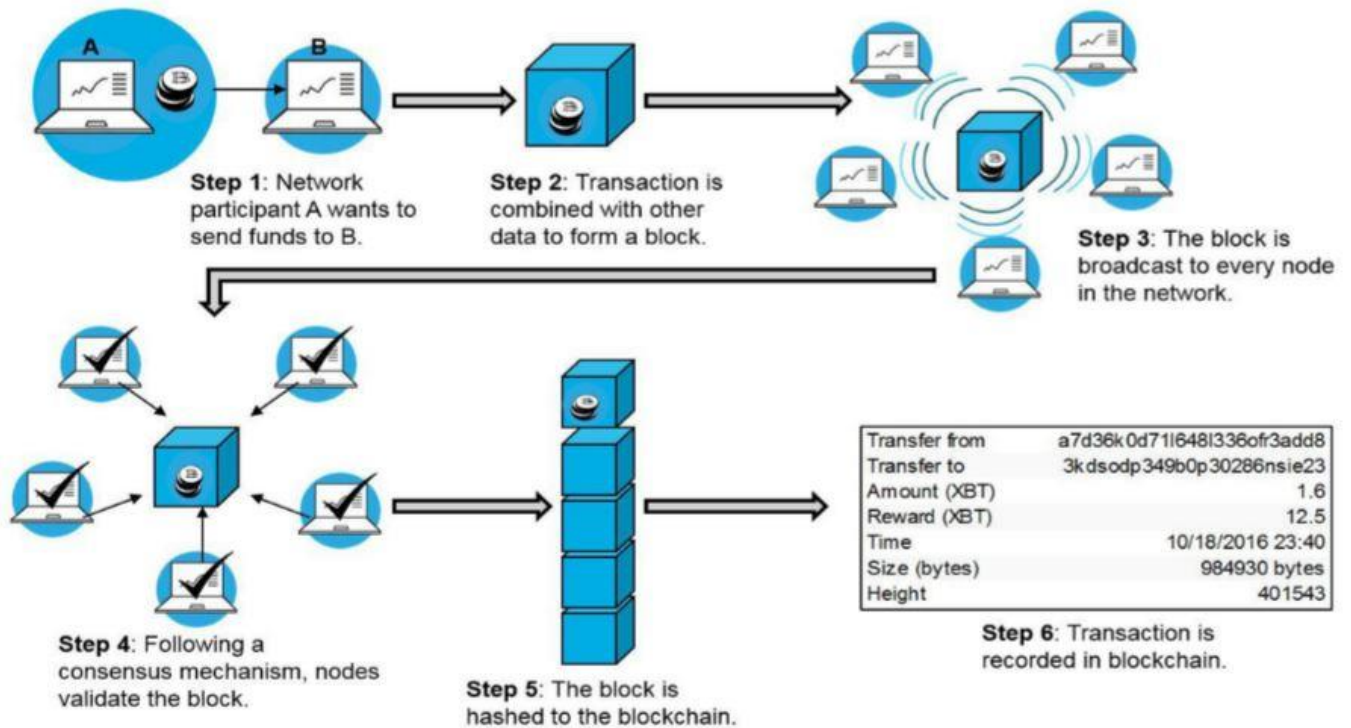 A
B
Step 1: Network
participant A wants to
send funds to B.
Step 2: Transaction is
combined with other
data to form a block.
Step 3: The block is
broadcast to every node
in the network.
Step 4: Following a
consensus mechanism, nodes
validate the block.
Step 5: The block is
hashed to the blockchain.
Transfer from a7d36k0d71l648l336ofr3add8
Transfer to 3kdsodp349b0p30286nsie23
Amount (XBT) 1.6
Reward (XBT) 12.5
Time 10/18/2016 23:40
Size (bytes) 984930 bytes
Height 401543
Step 6: Transaction is
recorded in blockchain.